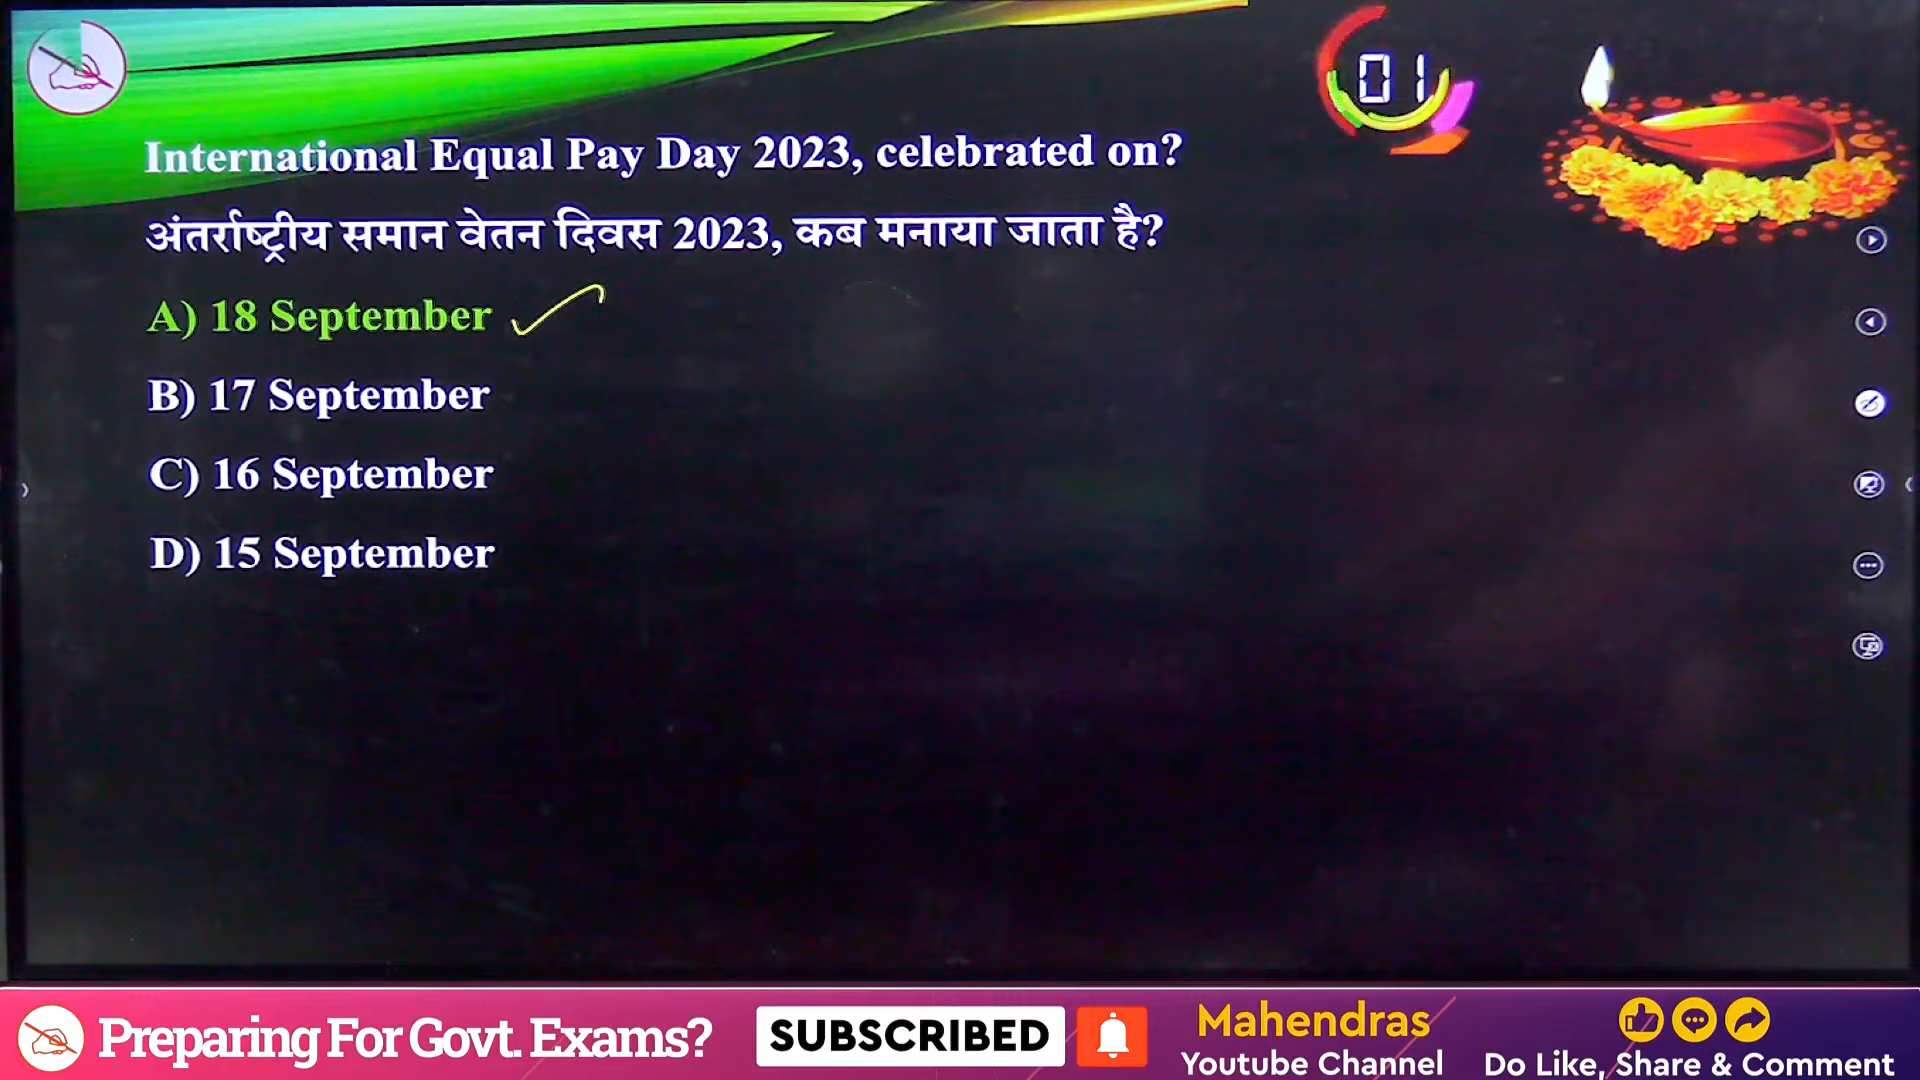 01
International Equal Pay Day 2023, celebrated on?
अंतर्राष्ट्रीय समान वेतन दिवस 2023, कब मनाया जाता है?
A) 18 September
B) 17 September
C) 16 September
D) 15 September
Preparing For Govt. Exams?
SUBSCRIBED
Mahendras
Youtube Channel
Do Like, Share & Comment